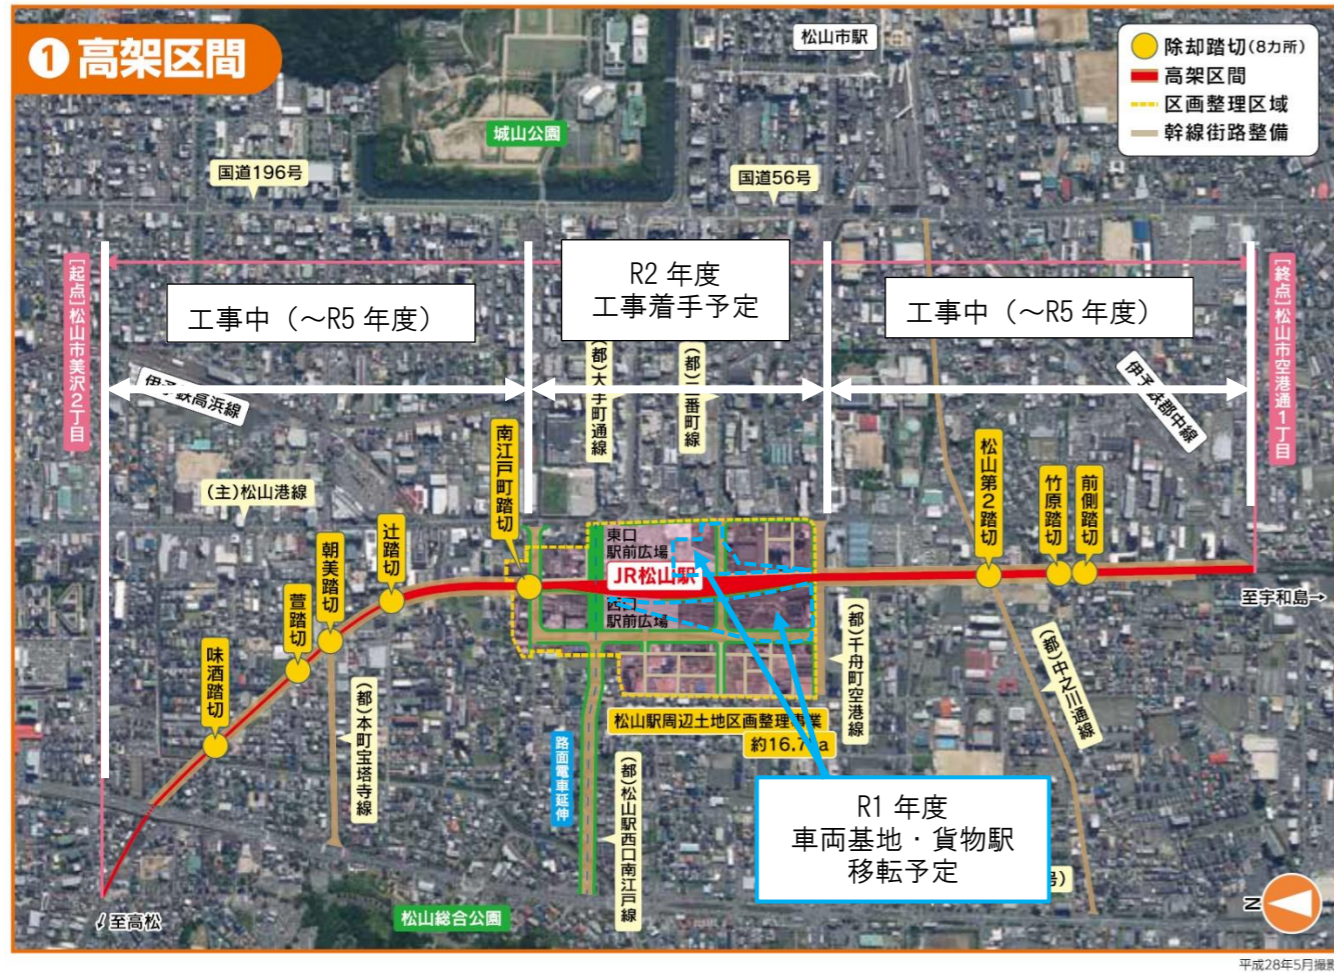 ❶高架区間
松山市駅
除却踏切(8カ所)
高架区間
区画整理区域
幹線街路整備
城山公園
国道196号
国道56号
[起点]松山市美沢2丁目
工事中（～R5年度）
R2年度
工事着手予定
工事中（～R5年度）
[終点]松山市空港通1丁目
伊予鉄高浜線
(都)大手町通線
(都)二番町線
伊予鉄郡中線
(主)松山港線
南江戸町踏切
松山第2踏切
竹原踏切
前側踏切
辻踏切
朝美踏切
萱踏切
味酒踏切
東口
駅前広場
JR松山駅
西口
駅前広場
至宇和島→
(都)本町宝塔寺線
(都)千舟町空港線
(都)中之川通線
松山駅周辺土地区画整理事業
約16.7ha
路面電車延伸
(都)松山駅西口南江戸線
R1年度
車両基地・貨物駅
移転予定
号)
↙至高松
松山総合公園
N
平成28年5月撮影